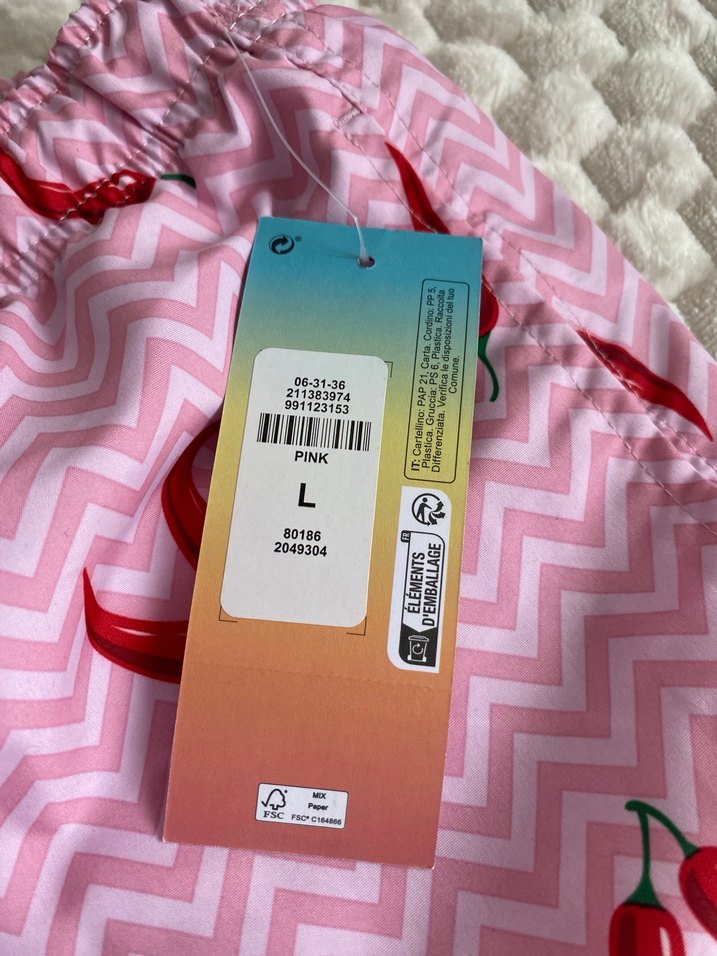 06-31-36
211383974
991123153
PINK
L
80186
2049304
IT: Cartellino: PAP 21, Carta. Cordino: PP 5,
Plastica. Gruccia: PS 6, Plastica. Raccolta
Differenziata. Verifica le disposizioni del tuo
Comune.
FR
ÉLÉMENTS
D'EMBALLAGE
FSC
MIX
Paper
FSC® C164866